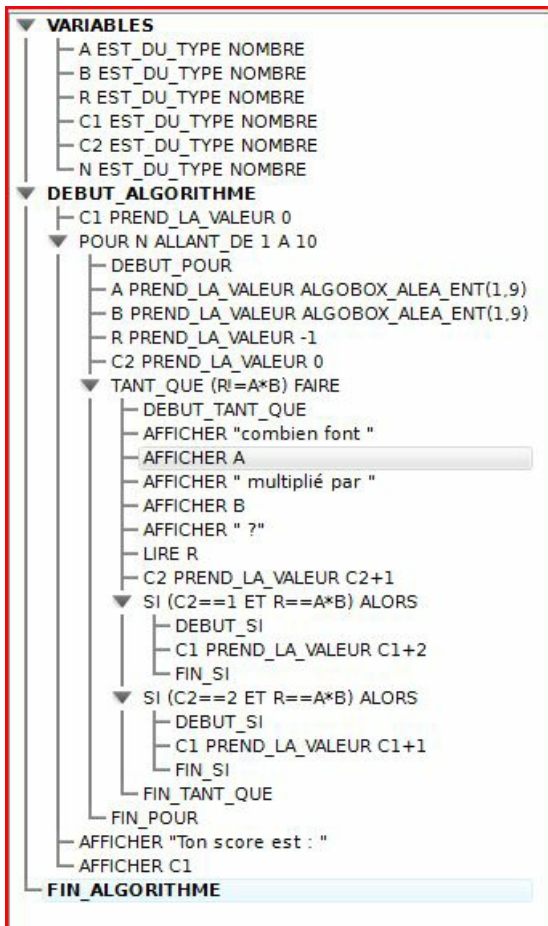 VARIABLES
A EST_DU_TYPE NOMBRE
B EST_DU_TYPE NOMBRE
R EST_DU_TYPE NOMBRE
C1 EST_DU_TYPE NOMBRE
C2 EST_DU_TYPE NOMBRE
N EST_DU_TYPE NOMBRE
DEBUT_ALGORITHME
C1 PREND_LA_VALEUR 0
POUR N ALLANT_DE 1 A 10
DEBUT_POUR
A PREND_LA_VALEUR ALGOBOX_ALEA_ENT(1,9)
B PREND_LA_VALEUR ALGOBOX_ALEA_ENT(1,9)
R PREND_LA_VALEUR -1
C2 PREND_LA_VALEUR 0
TANT_QUE (R!=A*B) FAIRE
DEBUT_TANT_QUE
AFFICHER "combien font "
AFFICHER A
AFFICHER " multiplié par "
AFFICHER B
AFFICHER " ?"
LIRE R
C2 PREND_LA_VALEUR C2+1
SI (C2==1 ET R==A*B) ALORS
DEBUT_SI
C1 PREND_LA_VALEUR C1+2
FIN_SI
SI (C2==2 ET R==A*B) ALORS
DEBUT_SI
C1 PREND_LA_VALEUR C1+1
FIN_SI
FIN_TANT_QUE
FIN_POUR
AFFICHER "Ton score est : "
AFFICHER C1
FIN_ALGORITHME